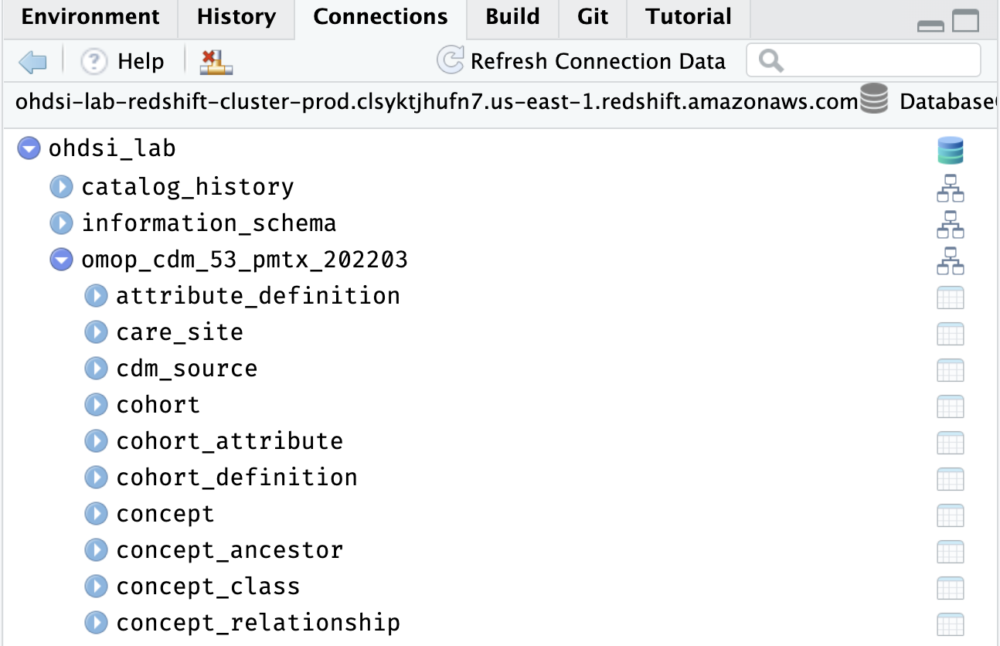 Environment History Connections Build Git Tutorial
? Help Refresh Connection Data
ohdsi-lab-redshift-cluster-prod.clsyktjhufn7.us-east-1.redshift.amazonaws.com Database
ohdsi_lab
catalog_history
information_schema
omop_cdm_53_pmtx_202203
attribute_definition
care_site
cdm_source
cohort
cohort_attribute
cohort_definition
concept
concept_ancestor
concept_class
concept_relationship